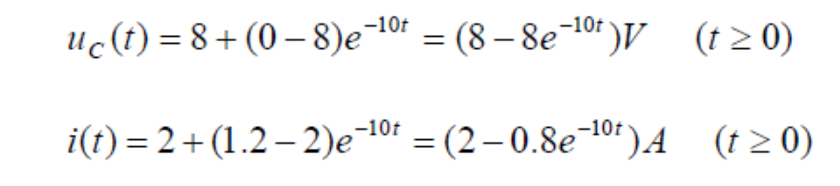 u_C(t) = 8 + (0 – 8)e^{–10t} = (8 – 8e^{–10t})V (t ≥ 0)
i(t) = 2 + (1.2 – 2)e^{–10t} = (2 – 0.8e^{–10t})A (t ≥ 0)